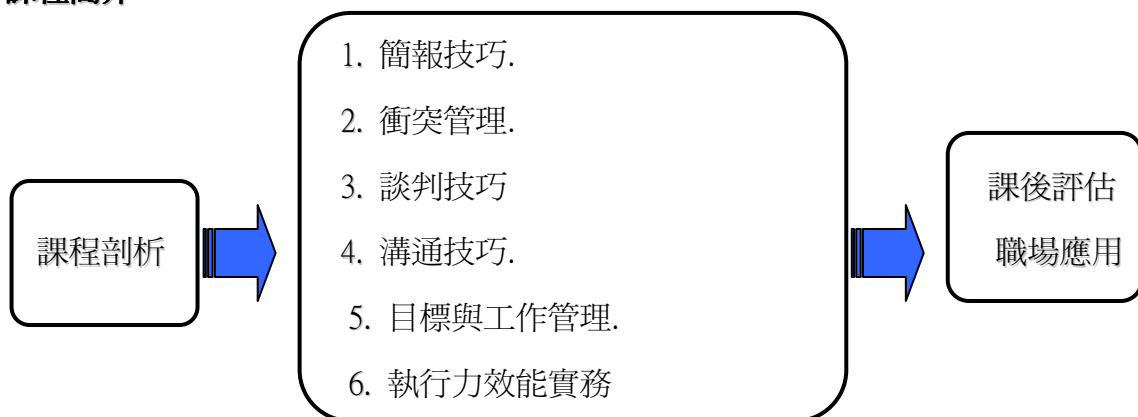 課程剖析
1. 簡報技巧.
2. 衝突管理.
3. 談判技巧
4. 溝通技巧.
5. 目標與工作管理.
6. 執行力效能實務
課後評估
職場應用